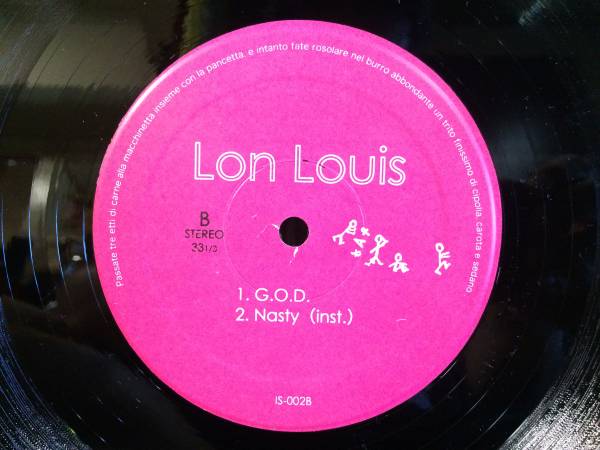 Passate tre etti di carne alla macchinetta insieme con la pancetta, e intanto fate rosolare nel burro abbondante un trito finissimo di cipolla, carota e sedano
Lon Louis
B
STEREO
33 1/3
1. G.O.D.
2. Nasty (inst.)
IS-002B